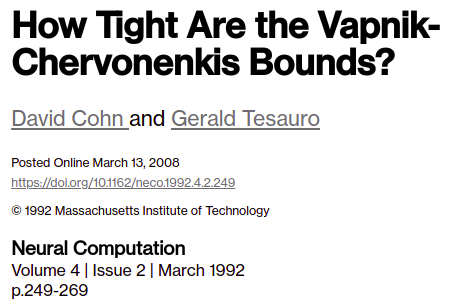 How Tight Are the Vapnik-
Chervonenkis Bounds?
David Cohn and Gerald Tesauro
Posted Online March 13, 2008
https://doi.org/10.1162/neco.1992.4.2.249
© 1992 Massachusetts Institute of Technology
Neural Computation
Volume 4 | Issue 2 | March 1992
p.249-269